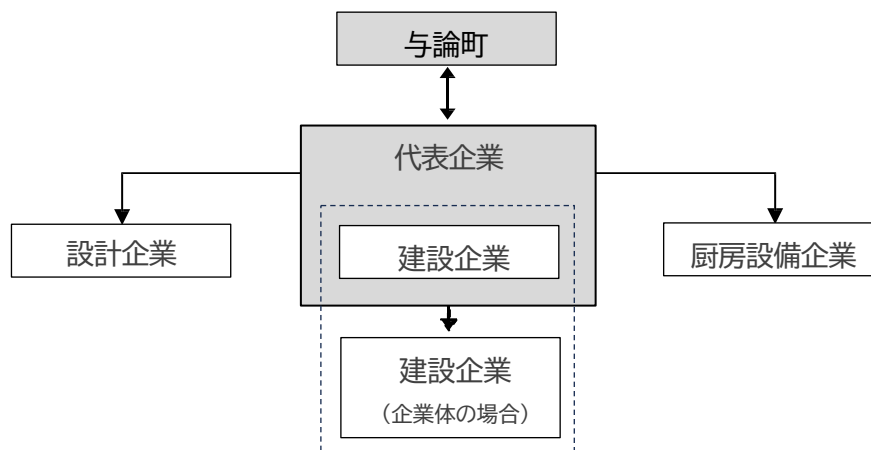 与論町
代表企業
設計企業
建設企業
厨房設備企業
建設企業
（企業体の場合）